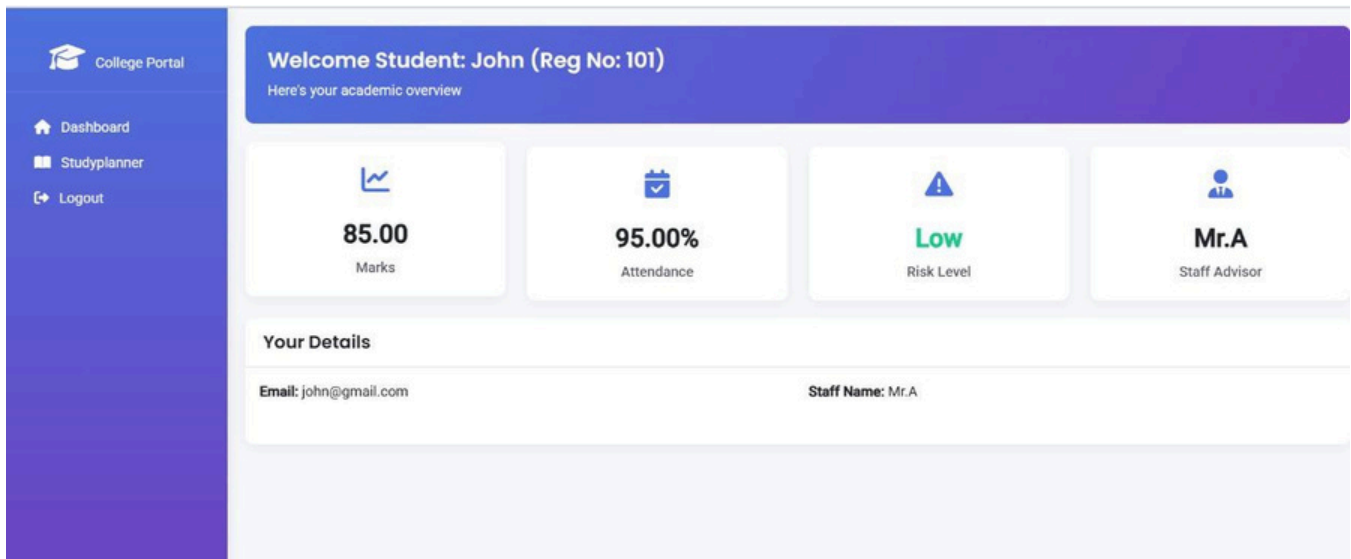 College Portal
Dashboard
Studyplanner
Logout
Welcome Student: John (Reg No: 101)
Here's your academic overview
85.00
Marks
95.00%
Attendance
Low
Risk Level
Mr.A
Staff Advisor
Your Details
Email: john@gmail.com
Staff Name: Mr.A